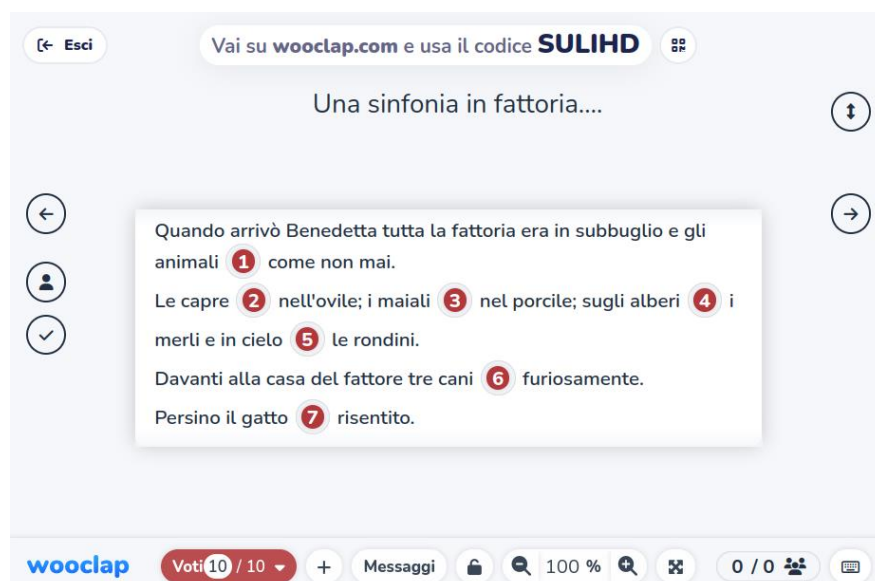 Esci
Vai su wooclap.com e usa il codice SULIHD
Una sinfonia in fattoria....
Quando arrivò Benedetta tutta la fattoria era in subbuglio e gli
animali 1 come non mai.
Le capre 2 nell'ovile; i maiali 3 nel porcile; sugli alberi 4 i
merli e in cielo 5 le rondini.
Davanti alla casa del fattore tre cani 6 furiosamente.
Persino il gatto 7 risentito.
wooclap Voti 10 / 10 + Messaggi 100 % 0 / 0